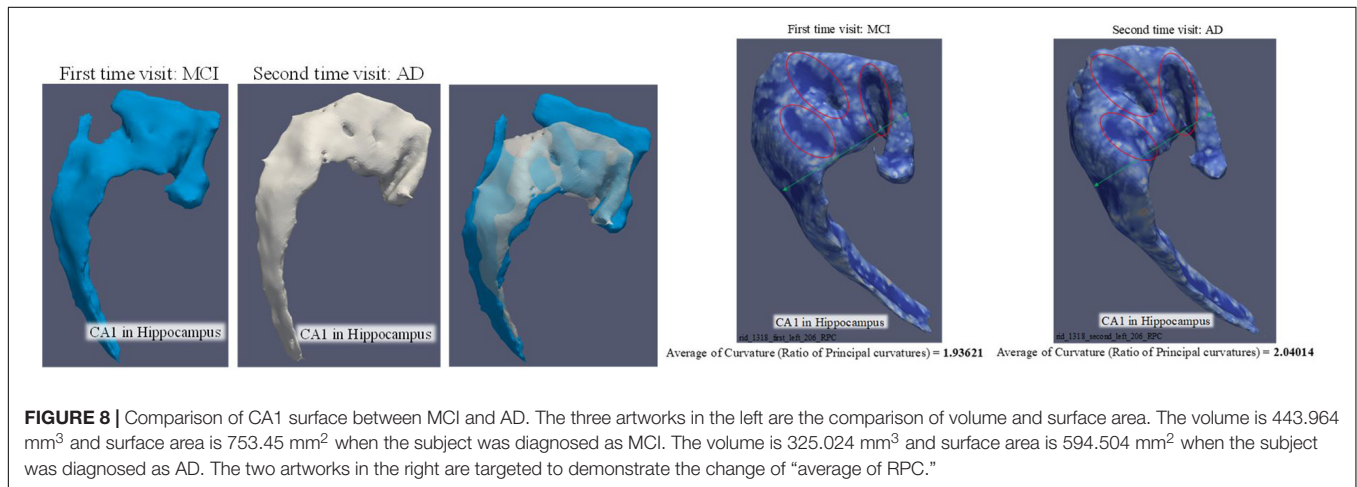 First time visit: MCI
Second time visit: AD
CA1 in Hippocampus
CA1 in Hippocampus
First time visit: MCI
Second time visit: AD
CA1 in Hippocampus
rid_1318_first_left_206_RPC
Average of Curvature (Ratio of Principal curvatures) = 1.93621
CA1 in Hippocampus
rid_1318_second_left_206_RPC
Average of Curvature (Ratio of Principal curvatures) = 2.04014
FIGURE 8 | Comparison of CA1 surface between MCI and AD. The three artworks in the left are the comparison of volume and surface area. The volume is 443.964
mm³ and surface area is 753.45 mm² when the subject was diagnosed as MCI. The volume is 325.024 mm³ and surface area is 594.504 mm² when the subject
was diagnosed as AD. The two artworks in the right are targeted to demonstrate the change of “average of RPC.”